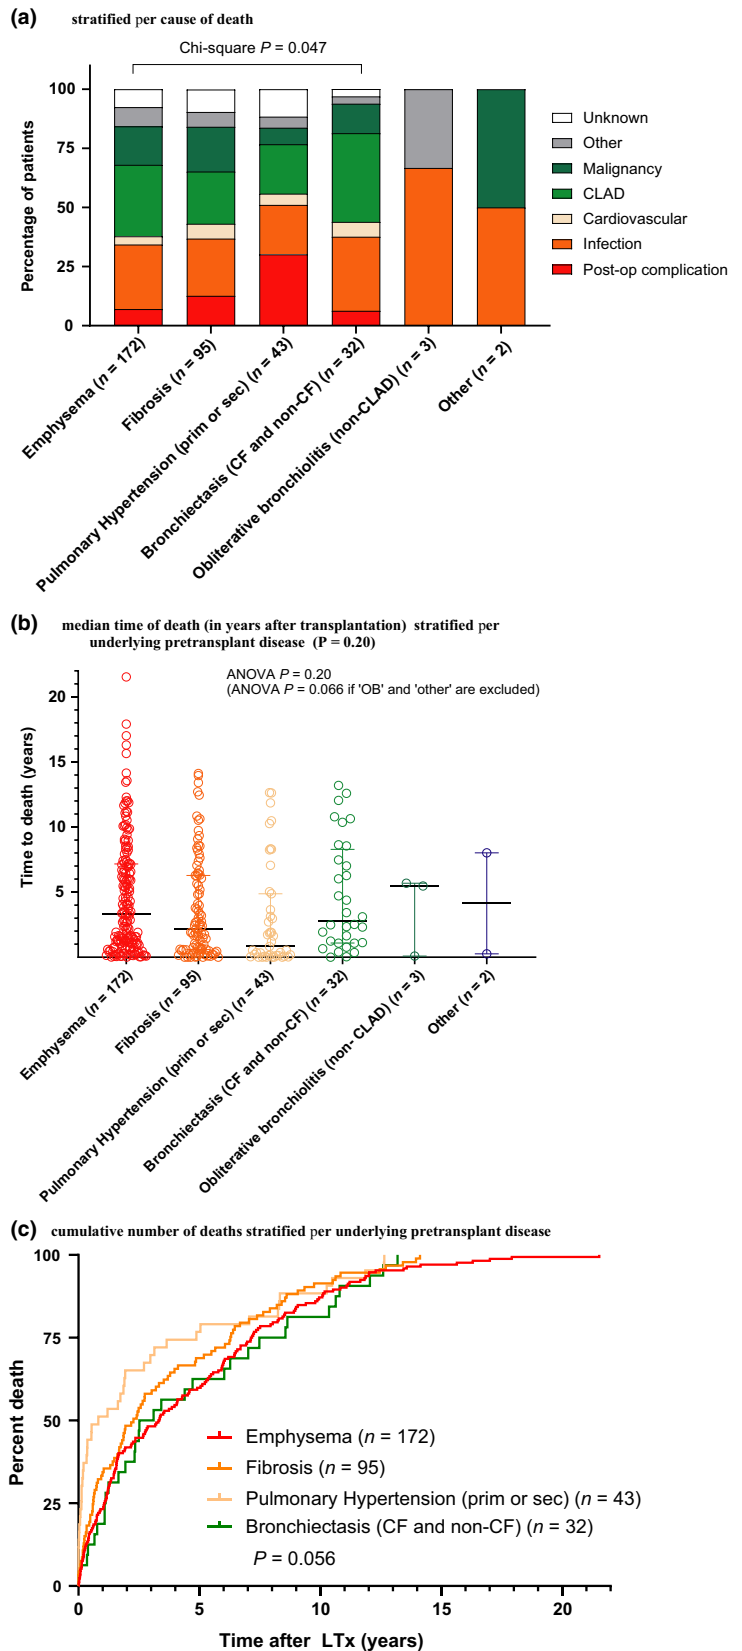 (a) stratified per cause of death
Chi-square P = 0.047
100
75
50
25
0
Percentage of patients
Unknown
Other
Malignancy
CLAD
Cardiovascular
Infection
Post-op complication
Emphysema (n = 172)
Fibrosis (n = 95)
Pulmonary Hypertension (prim or sec) (n = 43)
Bronchiectasis (CF and non-CF) (n = 32)
Obliterative bronchiolitis (non-CLAD) (n = 3)
Other (n = 2)
(b) median time of death (in years after transplantation) stratified per
underlying pretransplant disease (P = 0.20)
ANOVA P = 0.20
(ANOVA P = 0.066 if 'OB' and 'other' are excluded)
20
15
10
5
Time to death (years)
Emphysema (n = 172)
Fibrosis (n = 95)
Pulmonary Hypertension (prim or sec) (n = 43)
Bronchiectasis (CF and non-CF) (n = 32)
Obliterative bronchiolitis (non- CLAD) (n = 3)
Other (n = 2)
(c) cumulative number of deaths stratified per underlying pretransplant disease
100
75
50
25
0
Percent death
Emphysema (n = 172)
Fibrosis (n = 95)
Pulmonary Hypertension (prim or sec) (n = 43)
Bronchiectasis (CF and non-CF) (n = 32)
P = 0.056
0 5 10 15 20
Time after LTx (years)